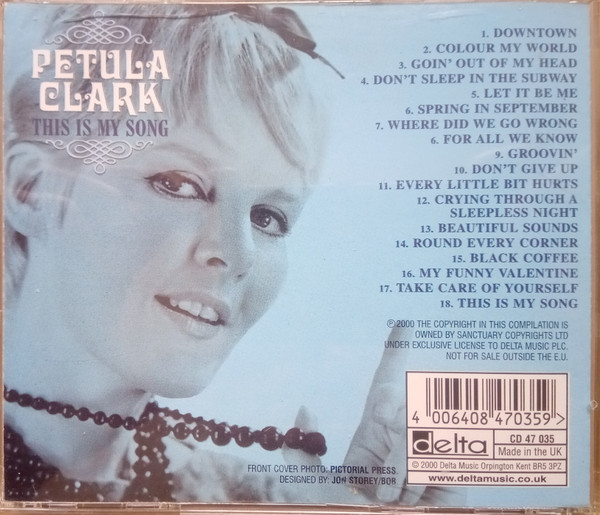 PETULA
CLARK
THIS IS MY SONG
1. DOWNTOWN
2. COLOUR MY WORLD
3. GOIN' OUT OF MY HEAD
4. DON'T SLEEP IN THE SUBWAY
5. LET IT BE ME
6. SPRING IN SEPTEMBER
7. WHERE DID WE GO WRONG
6. FOR ALL WE KNOW
9. GROOVIN'
10. DON'T GIVE UP
11. EVERY LITTLE BIT HURTS
12. CRYING THROUGH A
SLEEPLESS NIGHT
13. BEAUTIFUL SOUNDS
14. ROUND EVERY CORNER
15. BLACK COFFEE
16. MY FUNNY VALENTINE
17. TAKE CARE OF YOURSELF
18. THIS IS MY SONG
℗2000 THE COPYRIGHT IN THIS COMPILATION IS
OWNED BY SANCTUARY COPYRIGHTS LTD
UNDER EXCLUSIVE LICENSE TO DELTA MUSIC PLC.
NOT FOR SALE OUTSIDE THE E.U.
4 006408 470359 >
delta
CD 47 035
Made in the UK
© 2000 Delta Music Orpington Kent BR5 3PZ
www.deltamusic.co.uk
FRONT COVER PHOTO: PICTORIAL PRESS
DESIGNED BY: JON STOREY/BOR